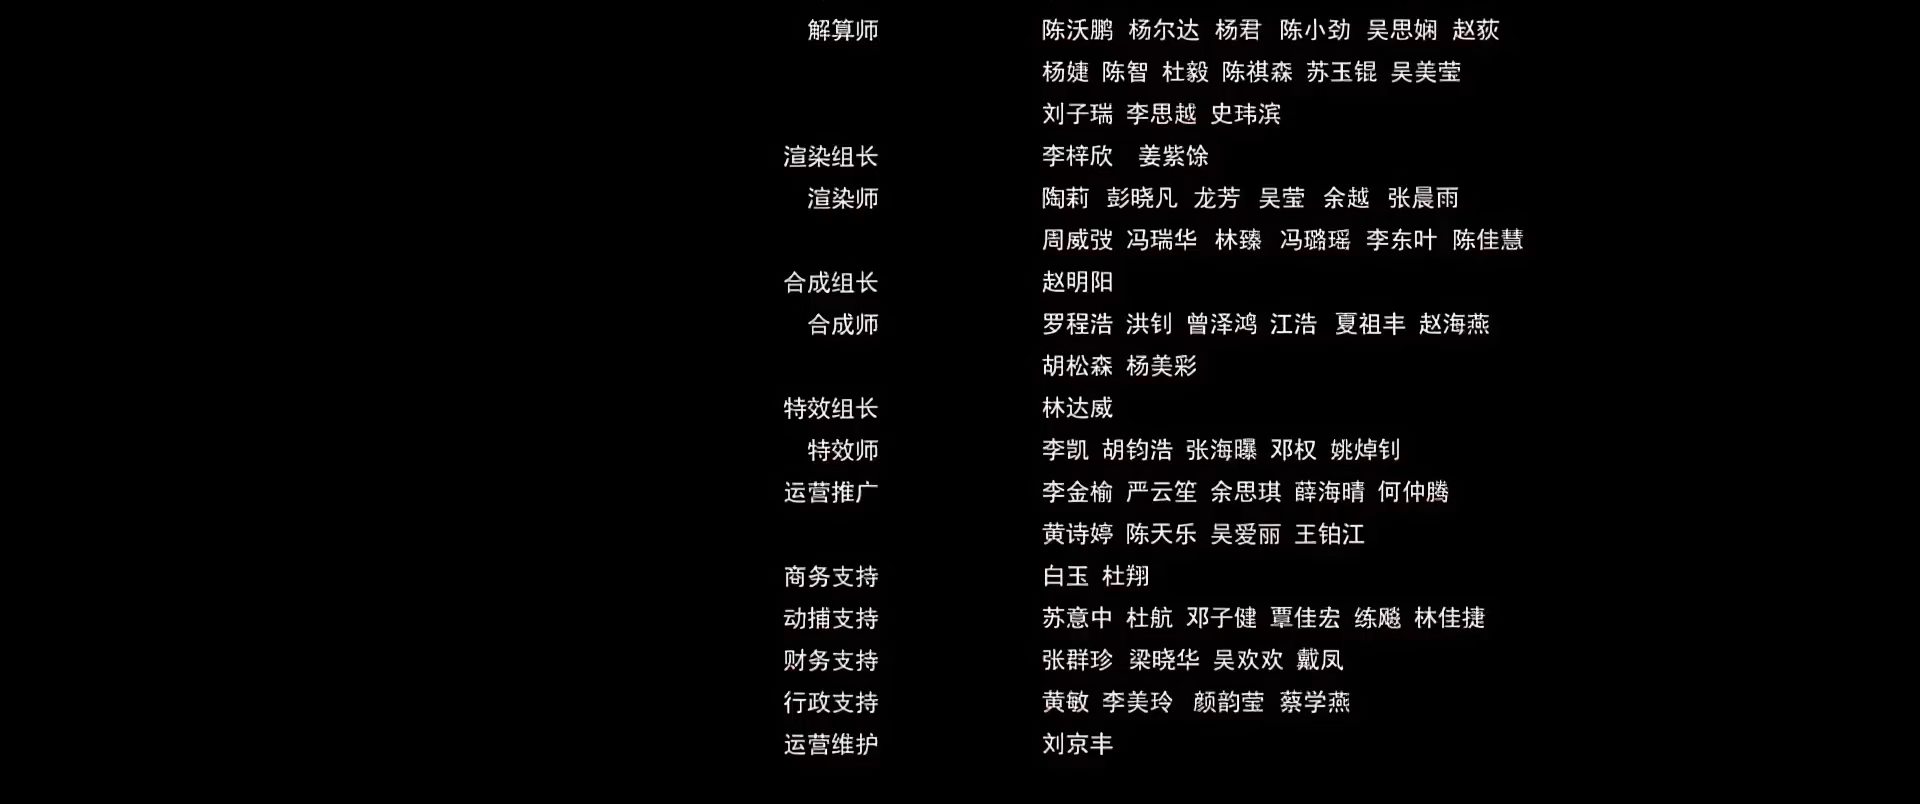 解算师 陈沃鹏 杨尔达 杨君 陈小劲 吴思娴 赵荻
杨婕 陈智 杜毅 陈祺森 苏玉锟 吴美莹
刘子瑞 李思越 史玮滨
渲染组长 李梓欣 姜紫馀
渲染师 陶莉 彭晓凡 龙芳 吴莹 余越 张晨雨
周威弢 冯瑞华 林臻 冯璐瑶 李东叶 陈佳慧
合成组长 赵明阳
合成师 罗程浩 洪钊 曾泽鸿 江浩 夏祖丰 赵海燕
胡松森 杨美彩
特效组长 林达威
特效师 李凯 胡钧浩 张海曝 邓权 姚焯钊
运营推广 李金榆 严云笙 余思琪 薛海晴 何仲腾
黄诗婷 陈天乐 吴爱丽 王铂江
商务支持 白玉 杜翔
动捕支持 苏意中 杜航 邓子健 覃佳宏 练飚 林佳捷
财务支持 张群珍 梁晓华 吴欢欢 戴凤
行政支持 黄敏 李美玲 颜韵莹 蔡学燕
运营维护 刘京丰